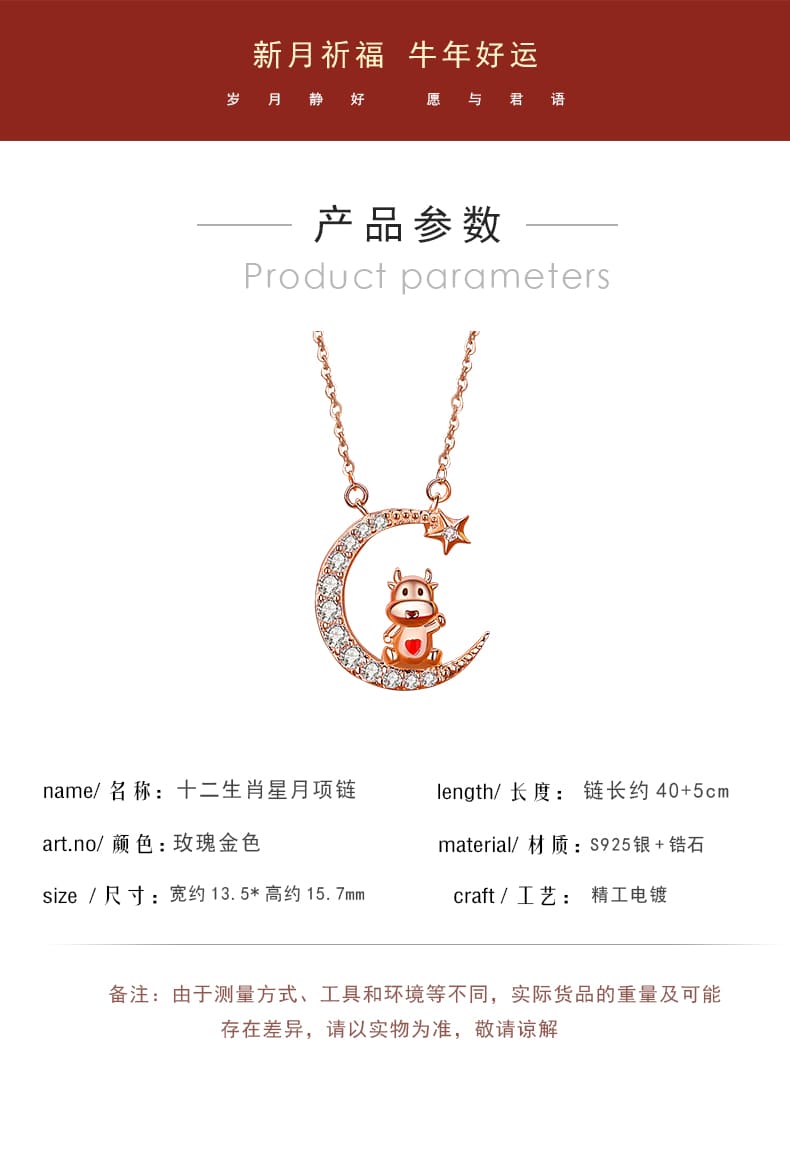 新月祈福 牛年好运
岁月静好 愿与君语
产品参数
Product parameters
name/ 名称：十二生肖星月项链
length/ 长度： 链长约 40+5cm
art.no/ 颜色：玫瑰金色
material/ 材质：S925银+锆石
size / 尺寸：宽约13.5*高约15.7mm
craft / 工艺： 精工电镀
备注：由于测量方式、工具和环境等不同，实际货品的重量及可能
存在差异，请以实物为准，敬请谅解